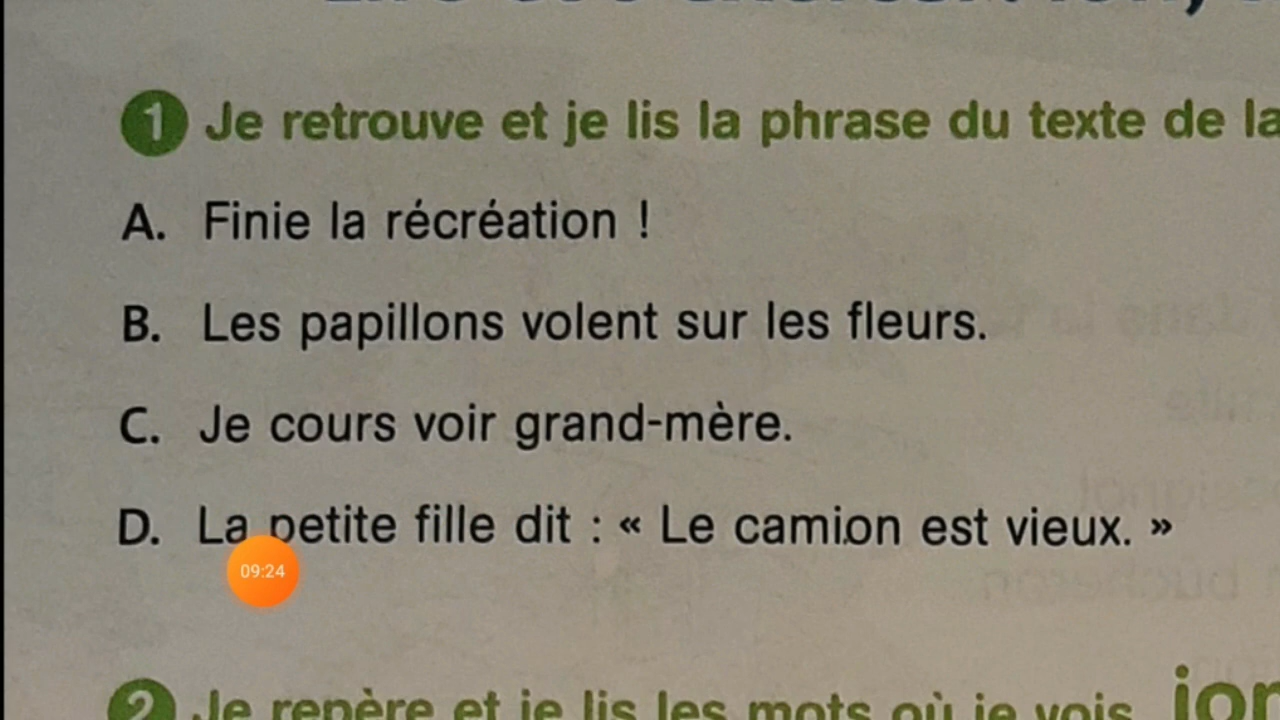 1 Je retrouve et je lis la phrase du texte de la
A. Finie la récréation !
B. Les papillons volent sur les fleurs.
C. Je cours voir grand-mère.
D. La petite fille dit : « Le camion est vieux. »
09:24
2 Je repère et je lis les mots où je vois